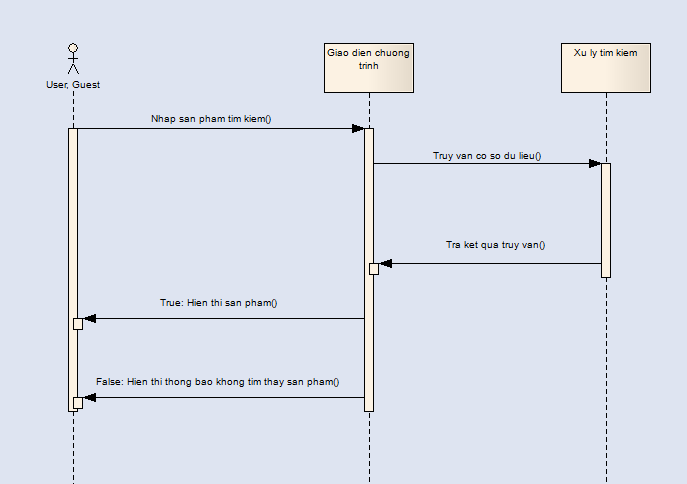 Giao dien chuong
trinh
Xu ly tim kiem
User, Guest
Nhap san pham tim kiem()
Truy van co so du lieu()
Tra ket qua truy van()
True: Hien thi san pham()
False: Hien thi thong bao khong tim thay san pham()